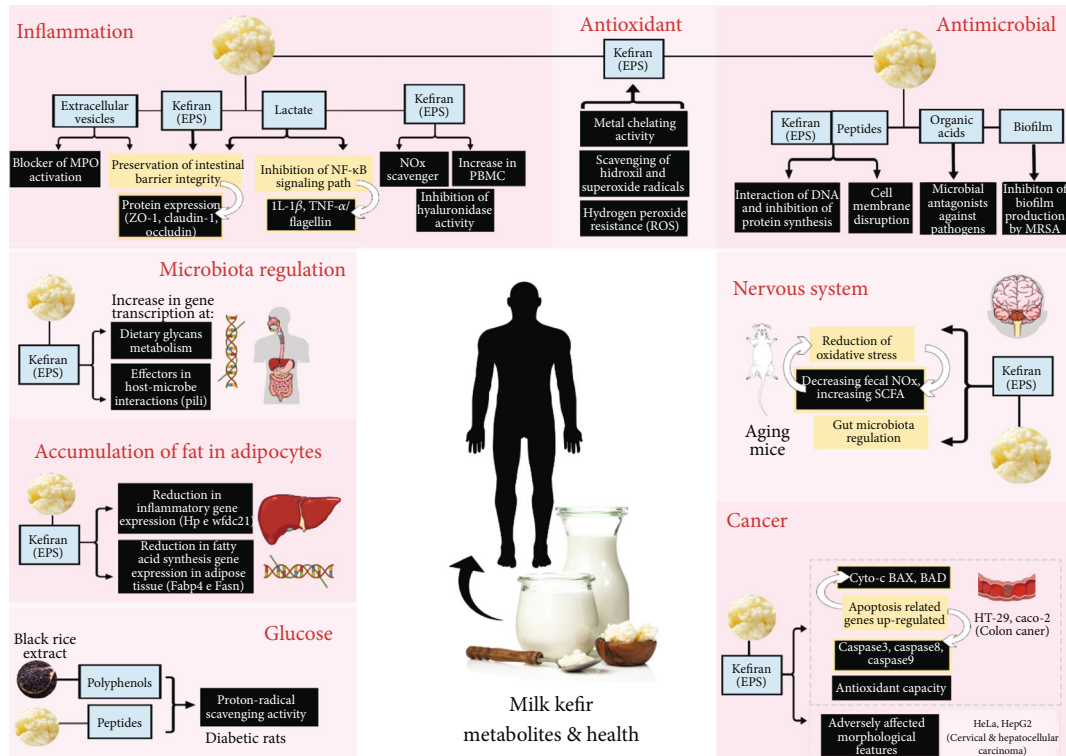 Inflammation
Extracellular
vesicles
Kefiran
(EPS)
Lactate
Kefiran
(EPS)
Blocker of MPO
activation
Preservation of intestinal
barrier integrity
Inhibition of NF-κB
signaling path
NOx
scavenger
Increase in
PBMC
Protein expression
(ZO-1, claudin-1,
occludin)
1L-1β, TNF-α/
flagellin
Inhibition of
hyaluronidase activity
Antioxidant
Kefiran
(EPS)
Metal chelating
activity
Scavenging of
hidroxil and
superoxide radicals
Hydrogen peroxide
resistance (ROS)
Antimicrobial
Kefiran
(EPS)
Peptides
Organic
acids
Biofilm
Interaction of DNA
and inhibition of
protein synthesis
Cell
membrane
disruption
Microbial
antagonists
against
pathogens
Inhibiton of
biofilm
production
by MRSA
Microbiota regulation
Increase in gene
transcription at:
Kefiran
(EPS)
Dietary glycans
metabolism
Effectors in
host-microbe
interactions (pili)
Accumulation of fat in adipocytes
Kefiran
(EPS)
Reduction in
inflammatory gene
expression (Hp e wfdc21)
Reduction in fatty
acid synthesis gene
expression in adipose
tissue (Fabp4 e Fasn)
Glucose
Black rice
extract
Polyphenols
Peptides
Proton-radical
scavenging activity
Diabetic rats
Milk kefir
metabolites & health
Nervous system
Reduction of
oxidative stress
Decreasing fecal NOx,
increasing SCFA
Gut microbiota
regulation
Aging
mice
Kefiran
(EPS)
Cancer
Kefiran
(EPS)
Cyto-c BAX, BAD
Apoptosis related
genes up-regulated
Caspase3, caspase8,
caspase9
Antioxidant capacity
HT-29, caco-2
(Colon caner)
Adversely affected
morphological
features
HeLa, HepG2
(Cervical & hepatocellular
carcinoma)